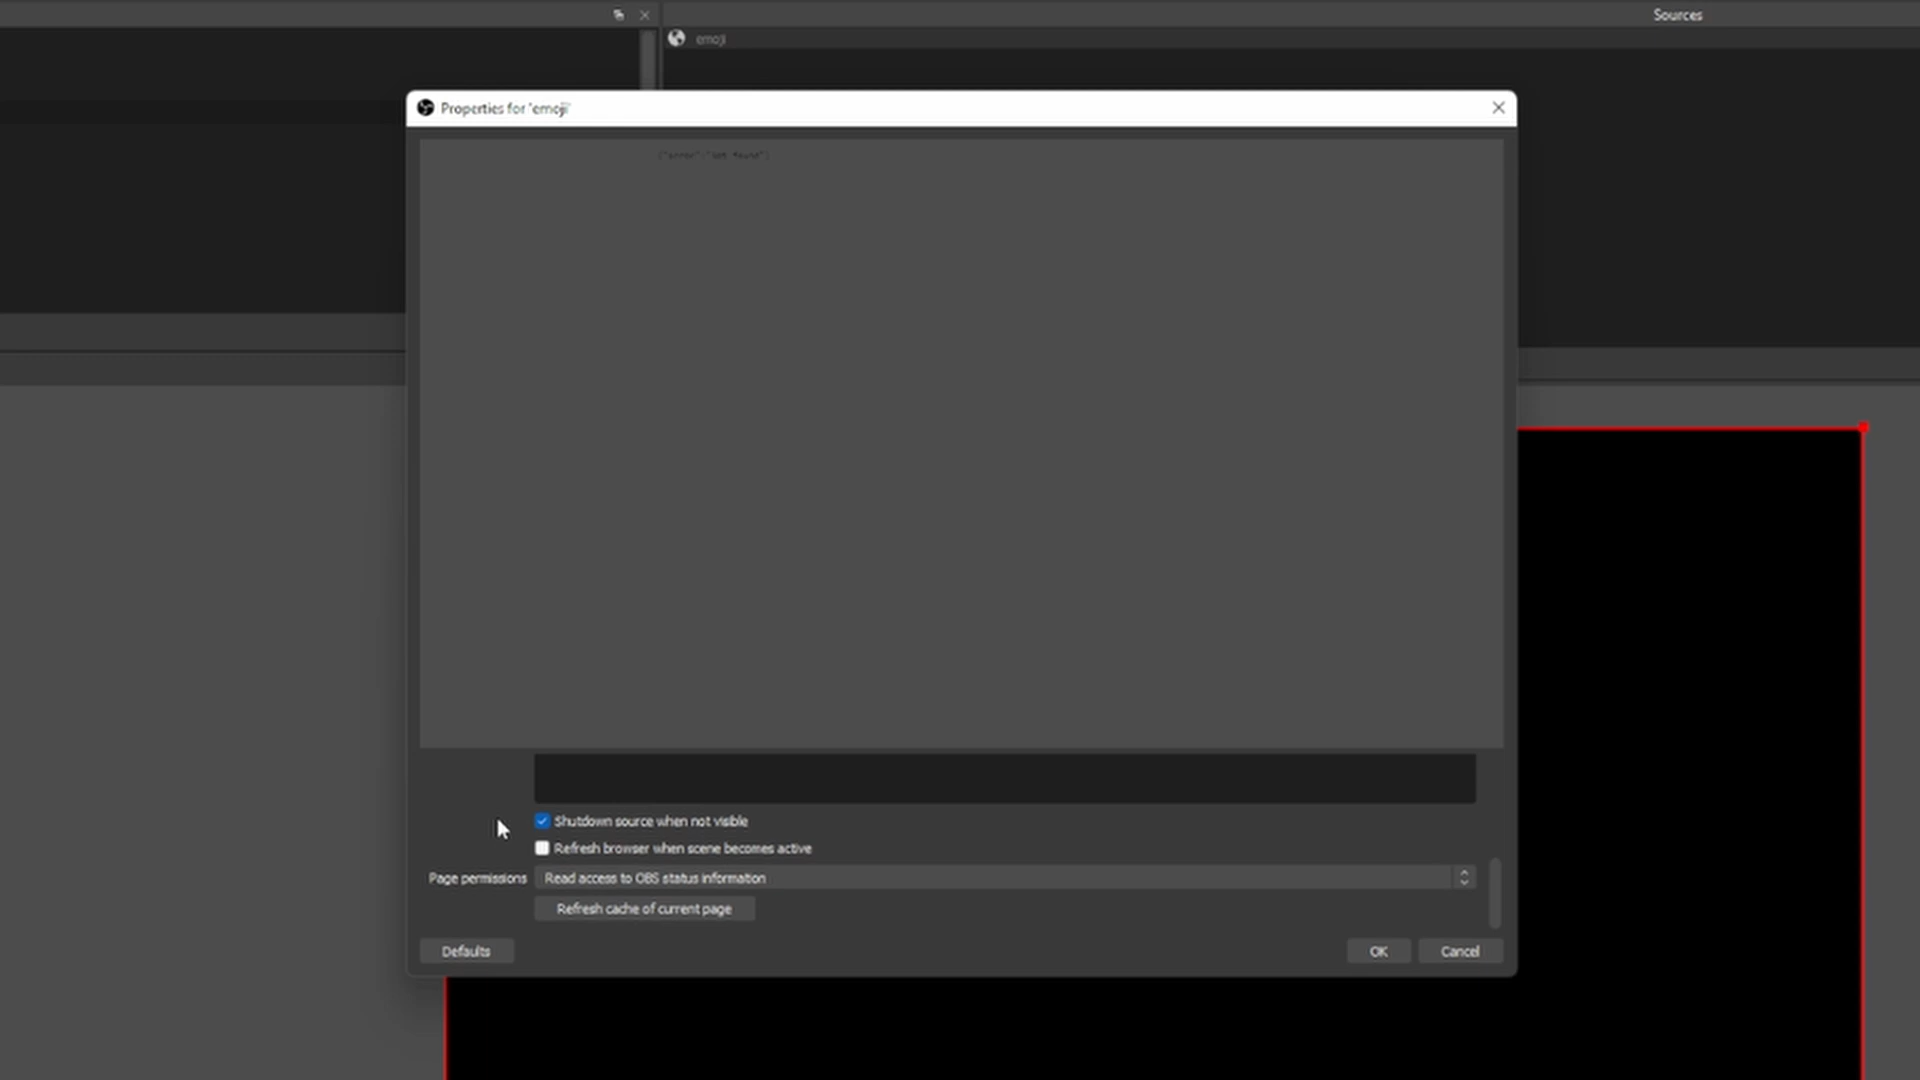 Sources
emoji
Properties for 'emoji'
Shutdown source when not visible
Refresh browser when scene becomes active
Page permissions
Read access to OBS status information
Refresh cache of current page
Defaults
OK
Cancel